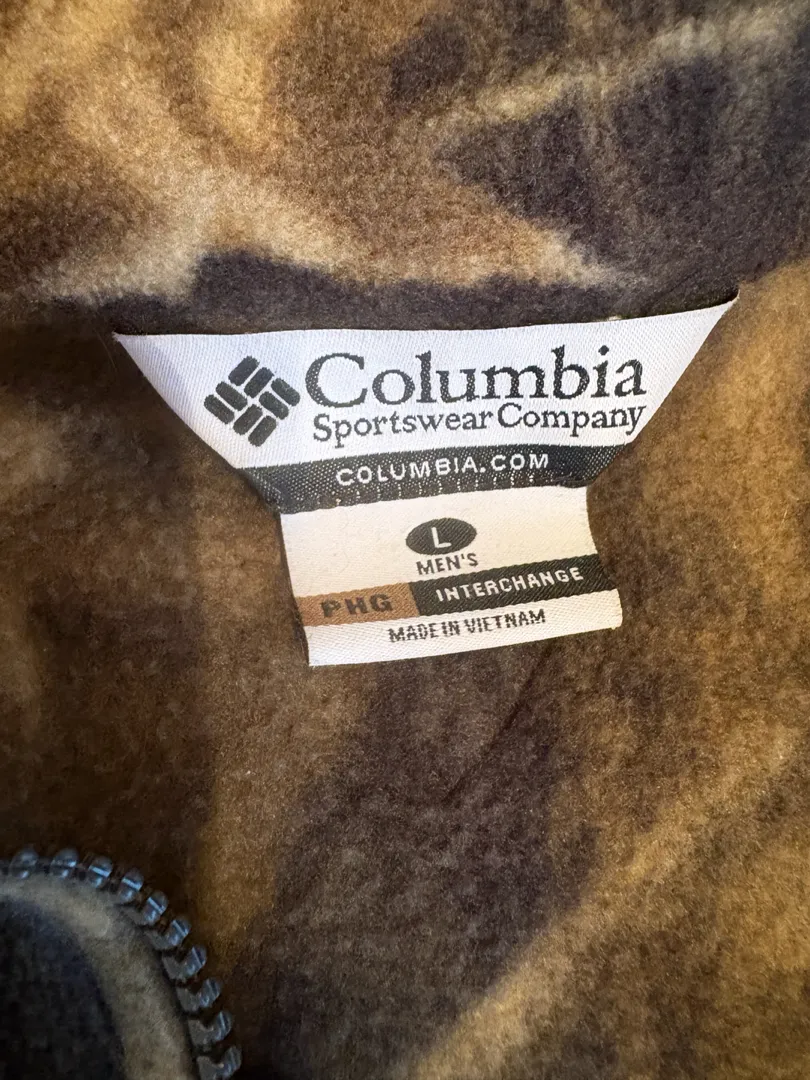 Columbia
Sportswear Company
COLUMBIA.COM
L
MEN'S
PHG INTERCHANGE
MADE IN VIETNAM